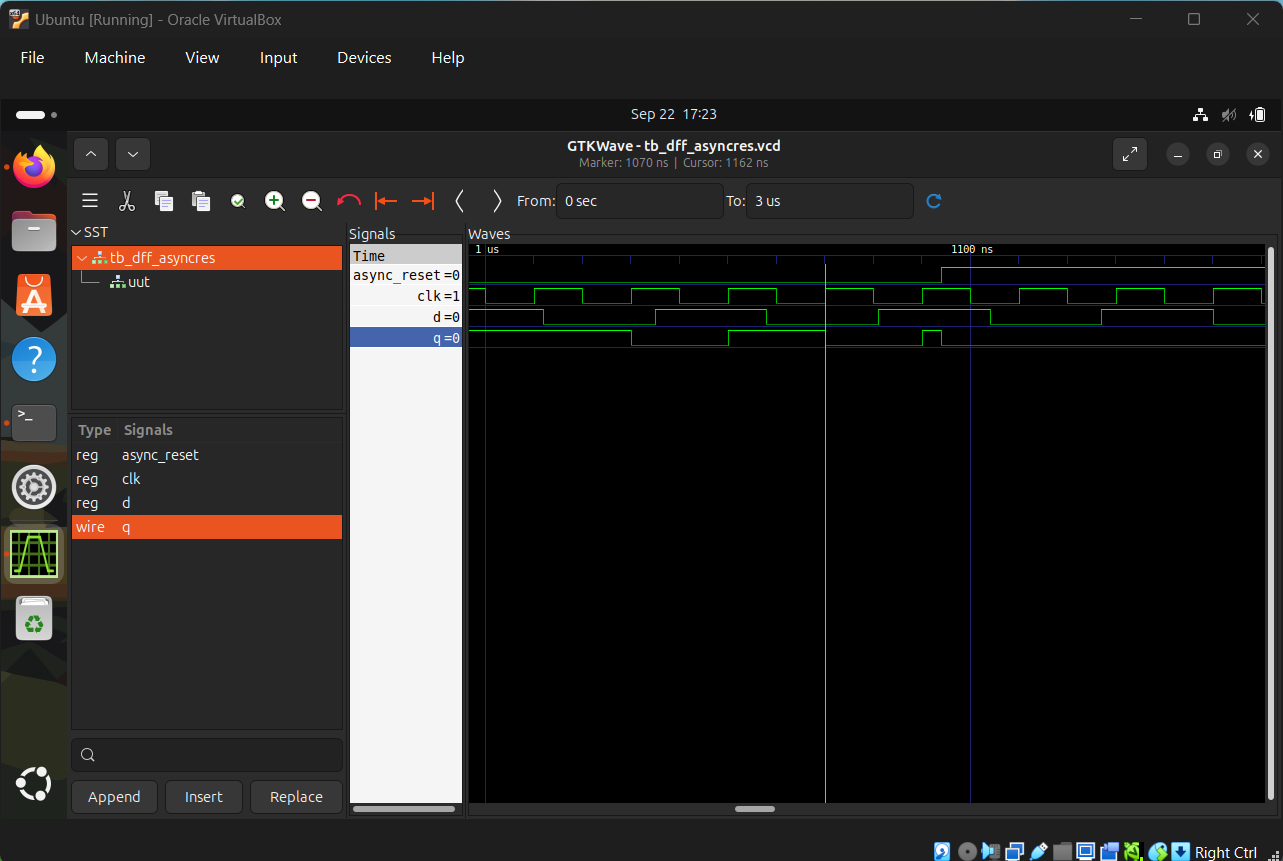 Ubuntu [Running] - Oracle VirtualBox
File Machine View Input Devices Help
Sep 22 17:23
GTKWave - tb_dff_asyncres.vcd
Marker: 1070 ns | Cursor: 1162 ns
From: 0 sec To: 3 us
SST
tb_dff_asyncres
uut
Type Signals
reg async_reset
reg clk
reg d
wire q
Append Insert Replace
Signals
Time
async_reset=0
clk=1
d=0
q=0
Waves
1 us 1100 ns
Right Ctrl